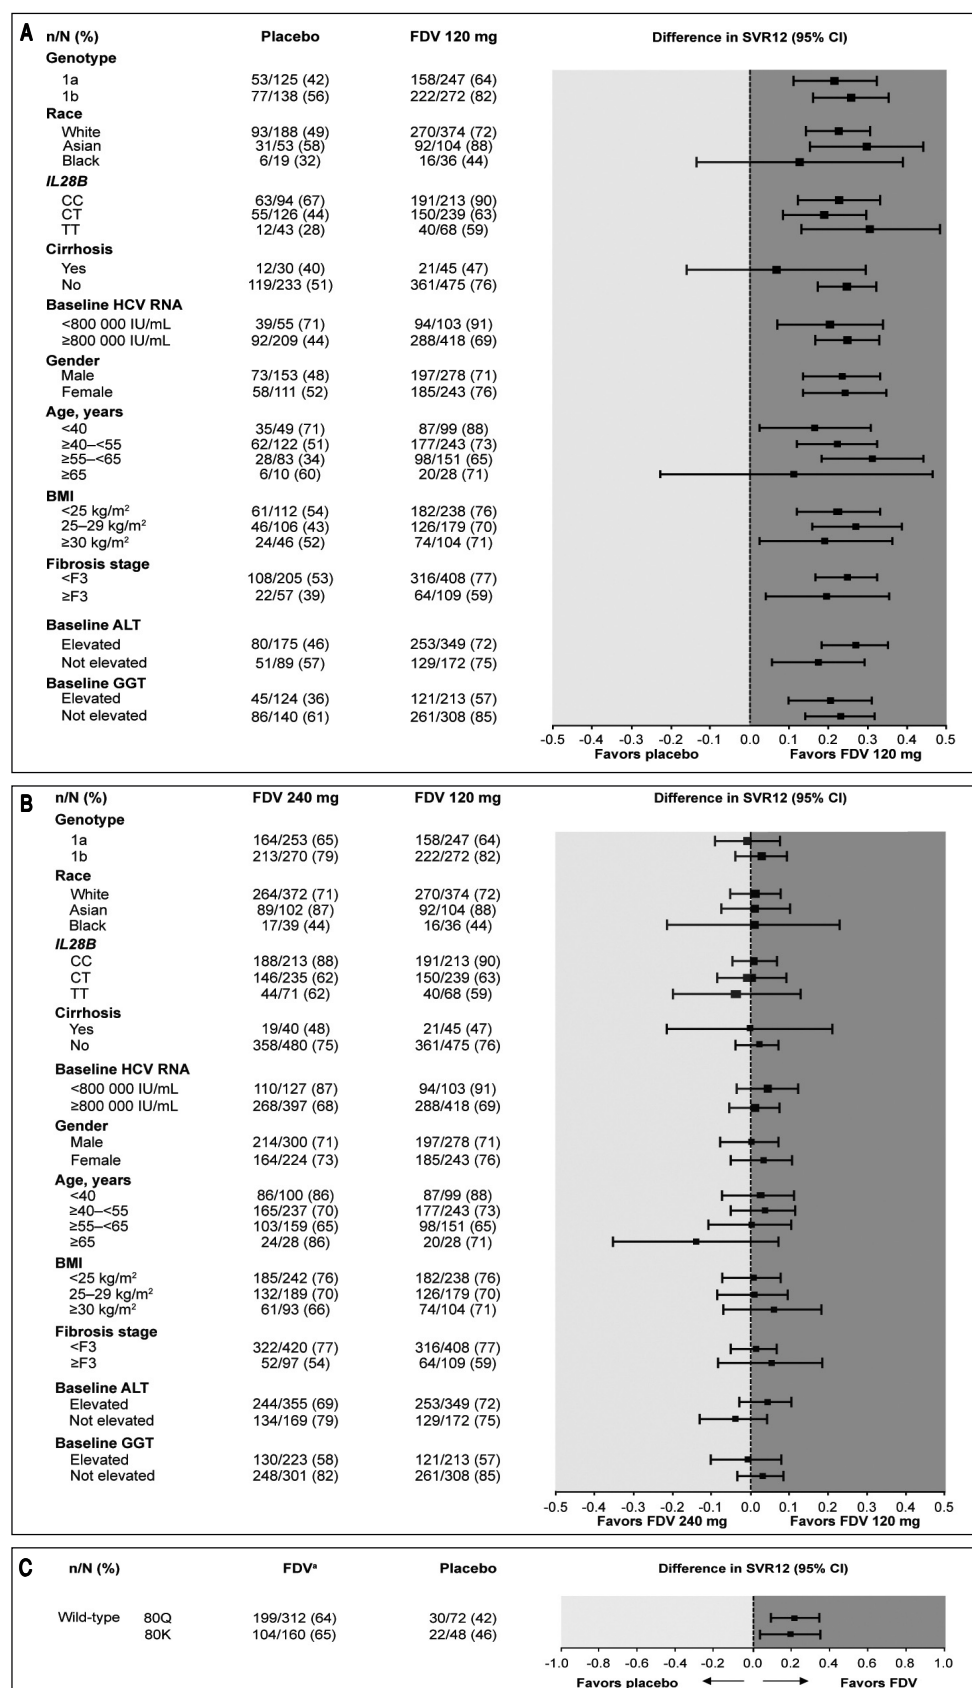 A n/N (%) Placebo FDV 120 mg Difference in SVR12 (95% CI)
Genotype
1a 53/125 (42) 158/247 (64)
1b 77/138 (56) 222/272 (82)
Race
White 93/188 (49) 270/374 (72)
Asian 31/53 (58) 92/104 (88)
Black 6/19 (32) 16/36 (44)
IL28B
CC 63/94 (67) 191/213 (90)
CT 55/126 (44) 150/239 (63)
TT 12/43 (28) 40/68 (59)
Cirrhosis
Yes 12/30 (40) 21/45 (47)
No 119/233 (51) 361/475 (76)
Baseline HCV RNA
<800 000 IU/mL 39/55 (71) 94/103 (91)
≥800 000 IU/mL 92/209 (44) 288/418 (69)
Gender
Male 73/153 (48) 197/278 (71)
Female 58/111 (52) 185/243 (76)
Age, years
<40 35/49 (71) 87/99 (88)
≥40–<55 62/122 (51) 177/243 (73)
≥55–<65 28/83 (34) 98/151 (65)
≥65 6/10 (60) 20/28 (71)
BMI
<25 kg/m² 61/112 (54) 182/238 (76)
25–29 kg/m² 46/106 (43) 126/179 (70)
≥30 kg/m² 24/46 (52) 74/104 (71)
Fibrosis stage
<F3 108/205 (53) 316/408 (77)
≥F3 22/57 (39) 64/109 (59)
Baseline ALT
Elevated 80/175 (46) 253/349 (72)
Not elevated 51/89 (57) 129/172 (75)
Baseline GGT
Elevated 45/124 (36) 121/213 (57)
Not elevated 86/140 (61) 261/308 (85)
-0.5 -0.4 -0.3 -0.2 -0.1 0.0 0.1 0.2 0.3 0.4 0.5
Favors placebo Favors FDV 120 mg
B n/N (%) FDV 240 mg FDV 120 mg Difference in SVR12 (95% CI)
Genotype
1a 164/253 (65) 158/247 (64)
1b 213/270 (79) 222/272 (82)
Race
White 264/372 (71) 270/374 (72)
Asian 89/102 (87) 92/104 (88)
Black 17/39 (44) 16/36 (44)
IL28B
CC 188/213 (88) 191/213 (90)
CT 146/235 (62) 150/239 (63)
TT 44/71 (62) 40/68 (59)
Cirrhosis
Yes 19/40 (48) 21/45 (47)
No 358/480 (75) 361/475 (76)
Baseline HCV RNA
<800 000 IU/mL 110/127 (87) 94/103 (91)
≥800 000 IU/mL 268/397 (68) 288/418 (69)
Gender
Male 214/300 (71) 197/278 (71)
Female 164/224 (73) 185/243 (76)
Age, years
<40 86/100 (86) 87/99 (88)
≥40–<55 165/237 (70) 177/243 (73)
≥55–<65 103/159 (65) 98/151 (65)
≥65 24/28 (86) 20/28 (71)
BMI
<25 kg/m² 185/242 (76) 182/238 (76)
25–29 kg/m² 132/189 (70) 126/179 (70)
≥30 kg/m² 61/93 (66) 74/104 (71)
Fibrosis stage
<F3 322/420 (77) 316/408 (77)
≥F3 52/97 (54) 64/109 (59)
Baseline ALT
Elevated 244/355 (69) 253/349 (72)
Not elevated 134/169 (79) 129/172 (75)
Baseline GGT
Elevated 130/223 (58) 121/213 (57)
Not elevated 248/301 (82) 261/308 (85)
-0.5 -0.4 -0.3 -0.2 -0.1 0.0 0.1 0.2 0.3 0.4 0.5
Favors FDV 240 mg Favors FDV 120 mg
C n/N (%) FDVᵃ Placebo Difference in SVR12 (95% CI)
Wild-type 80Q 199/312 (64) 30/72 (42)
80K 104/160 (65) 22/48 (46)
-1.0 -0.8 -0.6 -0.4 -0.2 0.0 0.2 0.4 0.6 0.8 1.0
Favors placebo Favors FDV